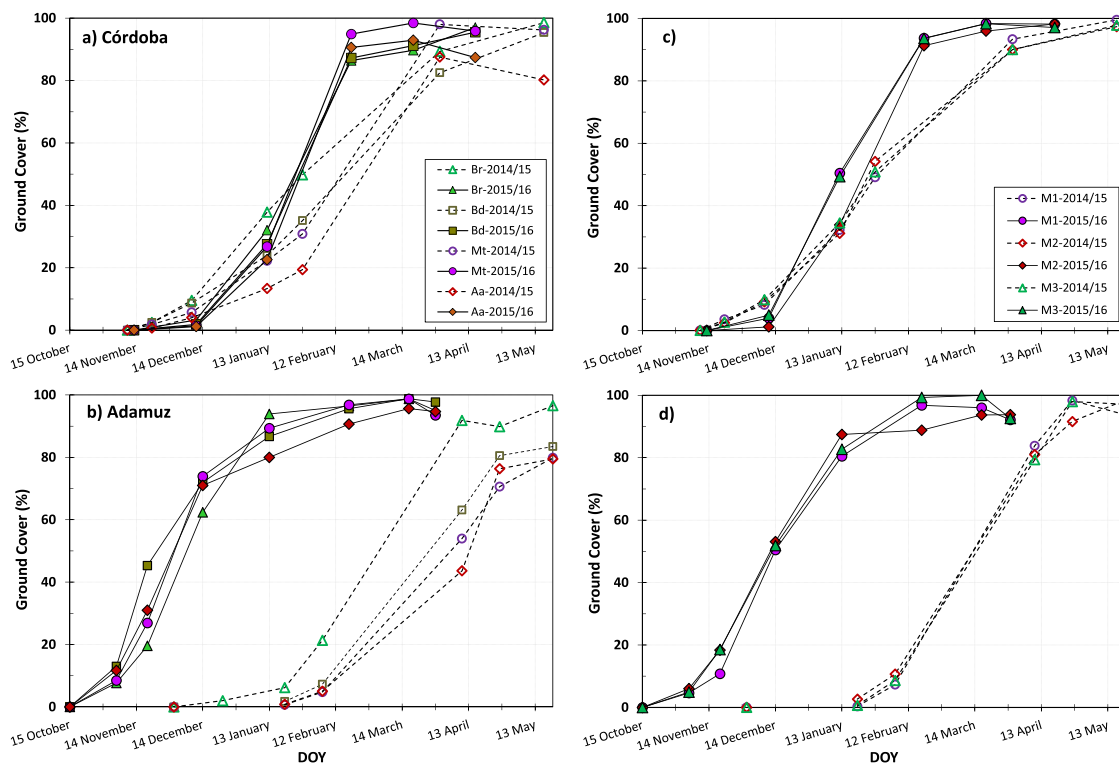 a) Córdoba
Ground Cover (%)
100
80
60
40
20
0
Br-2014/15
Br-2015/16
Bd-2014/15
Bd-2015/16
Mt-2014/15
Mt-2015/16
Aa-2014/15
Aa-2015/16
15 October
14 November
14 December
13 January
12 February
14 March
13 April
13 May
c)
Ground Cover (%)
100
80
60
40
20
0
M1-2014/15
M1-2015/16
M2-2014/15
M2-2015/16
M3-2014/15
M3-2015/16
15 October
14 November
14 December
13 January
12 February
14 March
13 April
13 May
b) Adamuz
Ground Cover (%)
100
80
60
40
20
0
15 October
14 November
14 December
13 January
12 February
14 March
13 April
13 May
DOY
d)
Ground Cover (%)
100
80
60
40
20
0
15 October
14 November
14 December
13 January
12 February
14 March
13 April
13 May
DOY